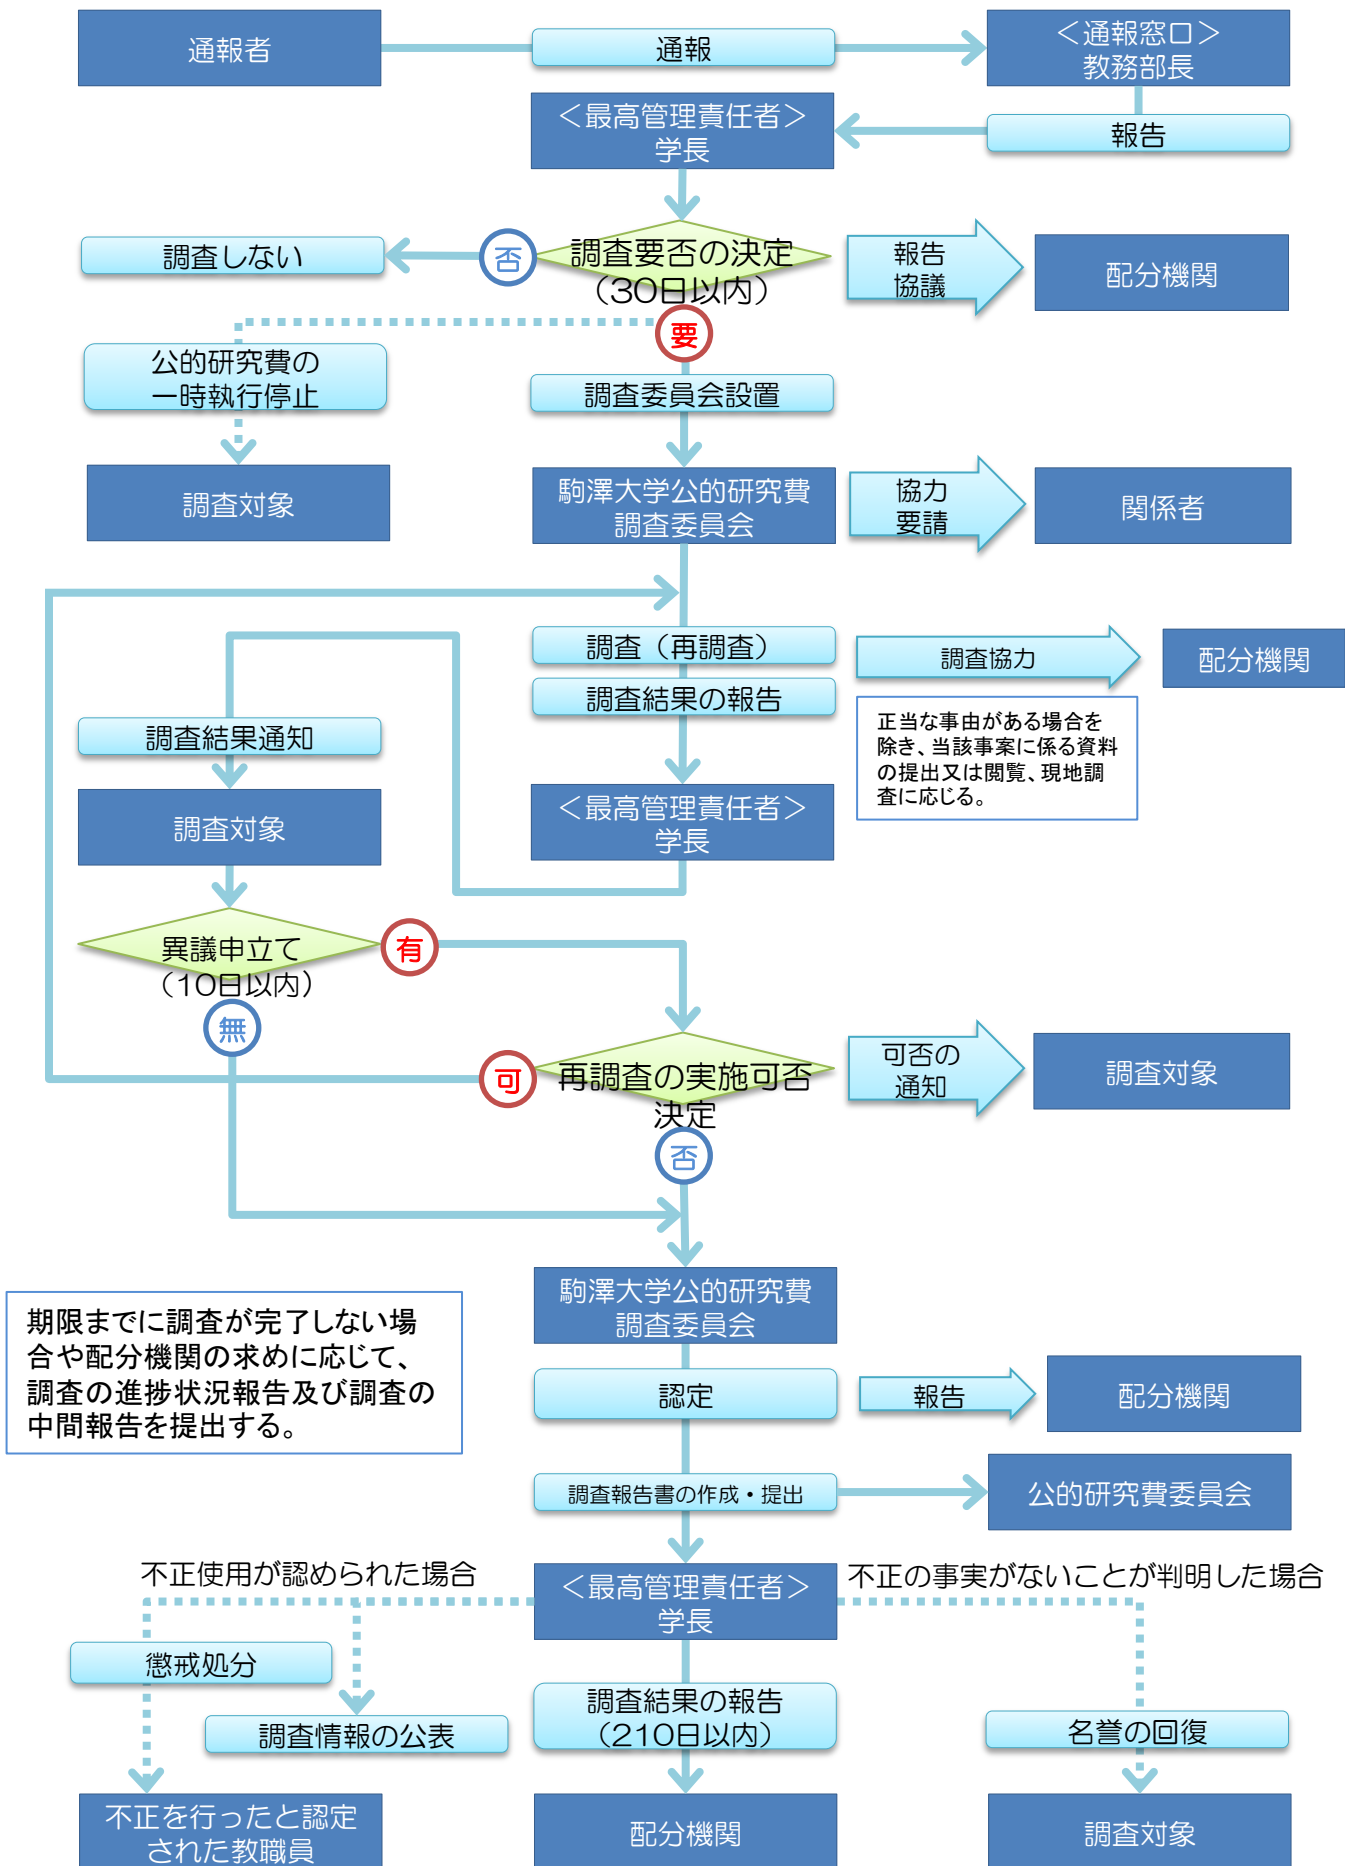 通報者
通報
＜通報窓口＞
教務部長
報告
＜最高管理責任者＞
学長
調査要否の決定
（30日以内）
否
調査しない
報告
協議
配分機関
要
公的研究費の
一時執行停止
調査委員会設置
調査対象
駒澤大学公的研究費
調査委員会
協力
要請
関係者
調査（再調査）
調査協力
配分機関
調査結果の報告
正当な事由がある場合を
除き、当該事案に係る資料
の提出又は閲覧、現地調
査に応じる。
調査結果通知
調査対象
＜最高管理責任者＞
学長
異議申立て
（10日以内）
有
無
可
再調査の実施可否
決定
可否の
通知
調査対象
否
駒澤大学公的研究費
調査委員会
期限までに調査が完了しない場
合や配分機関の求めに応じて、
調査の進捗状況報告及び調査の
中間報告を提出する。
認定
報告
配分機関
調査報告書の作成・提出
公的研究費委員会
不正使用が認められた場合
＜最高管理責任者＞
学長
不正の事実がないことが判明した場合
懲戒処分
調査情報の公表
調査結果の報告
（210日以内）
名誉の回復
不正を行ったと認定
された教職員
配分機関
調査対象